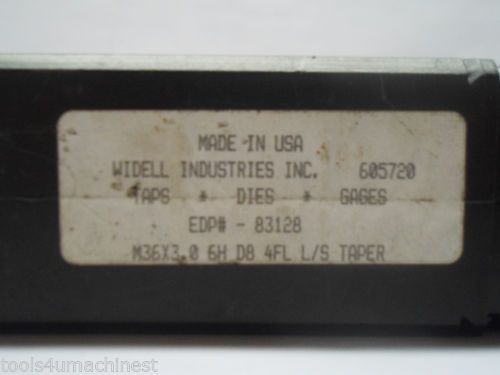 MADE IN USA
WIDELL INDUSTRIES INC. 605720
TAPS * DIES * GAGES
EDP# - 83128
M36X3.0 6H D8 4FL L/S TAPER
tools4umachinest